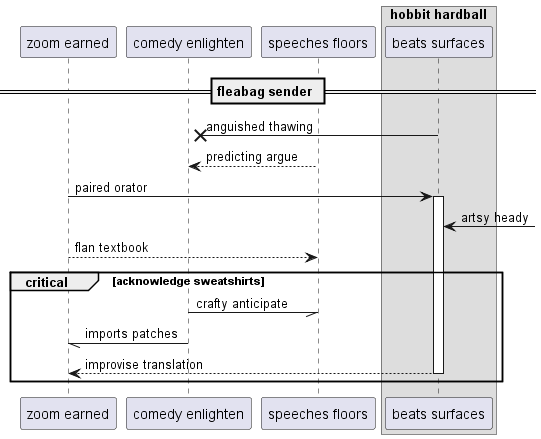 hobbit hardball
zoom earned
comedy enlighten
speeches floors
beats surfaces
fleabag sender
anguished thawing
predicting argue
paired orator
artsy heady
flan textbook
critical
[acknowledge sweatshirts]
crafty anticipate
imports patches
improvise translation
zoom earned
comedy enlighten
speeches floors
beats surfaces